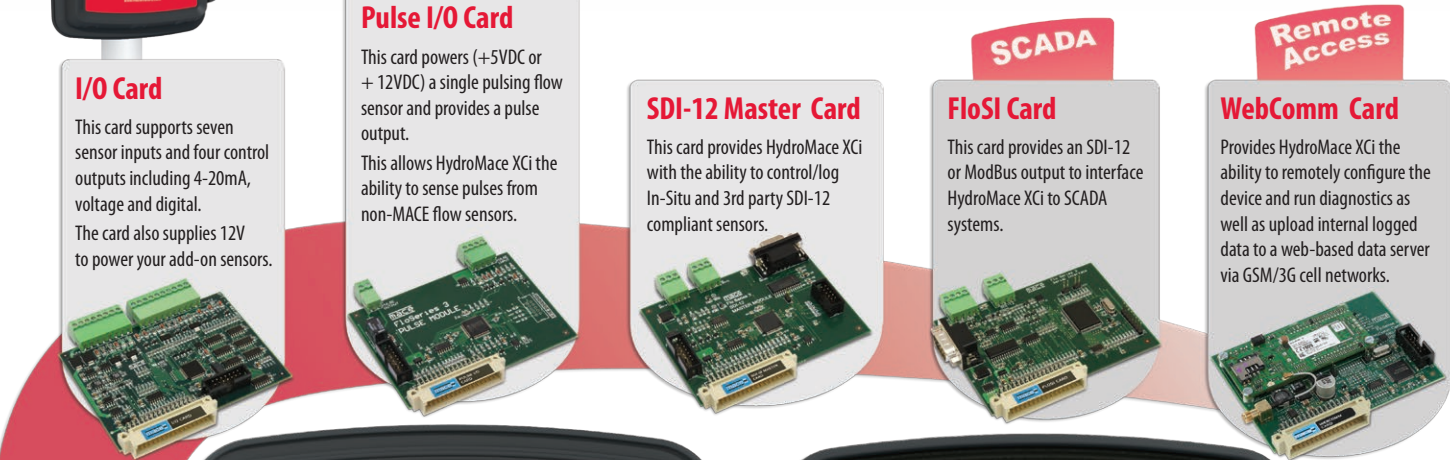 I/O Card
This card supports seven
sensor inputs and four control
outputs including 4-20mA,
voltage and digital.
The card also supplies 12V
to power your add-on sensors.
Pulse I/O Card
This card powers (+5VDC or
+ 12VDC) a single pulsing flow
sensor and provides a pulse
output.
This allows HydroMace XCi the
ability to sense pulses from
non-MACE flow sensors.
mace
FloSeries 3
PULSE MODULE
SDI-12 Master Card
This card provides HydroMace XCi
with the ability to control/log
In-Situ and 3rd party SDI-12
compliant sensors.
MASTER MODULE
SCADA
FloSI Card
This card provides an SDI-12
or ModBus output to interface
HydroMace XCi to SCADA
systems.
FLOSI CARD
Remote
Access
WebComm Card
Provides HydroMace XCi the
ability to remotely configure the
device and run diagnostics as
well as upload internal logged
data to a web-based data server
via GSM/3G cell networks.